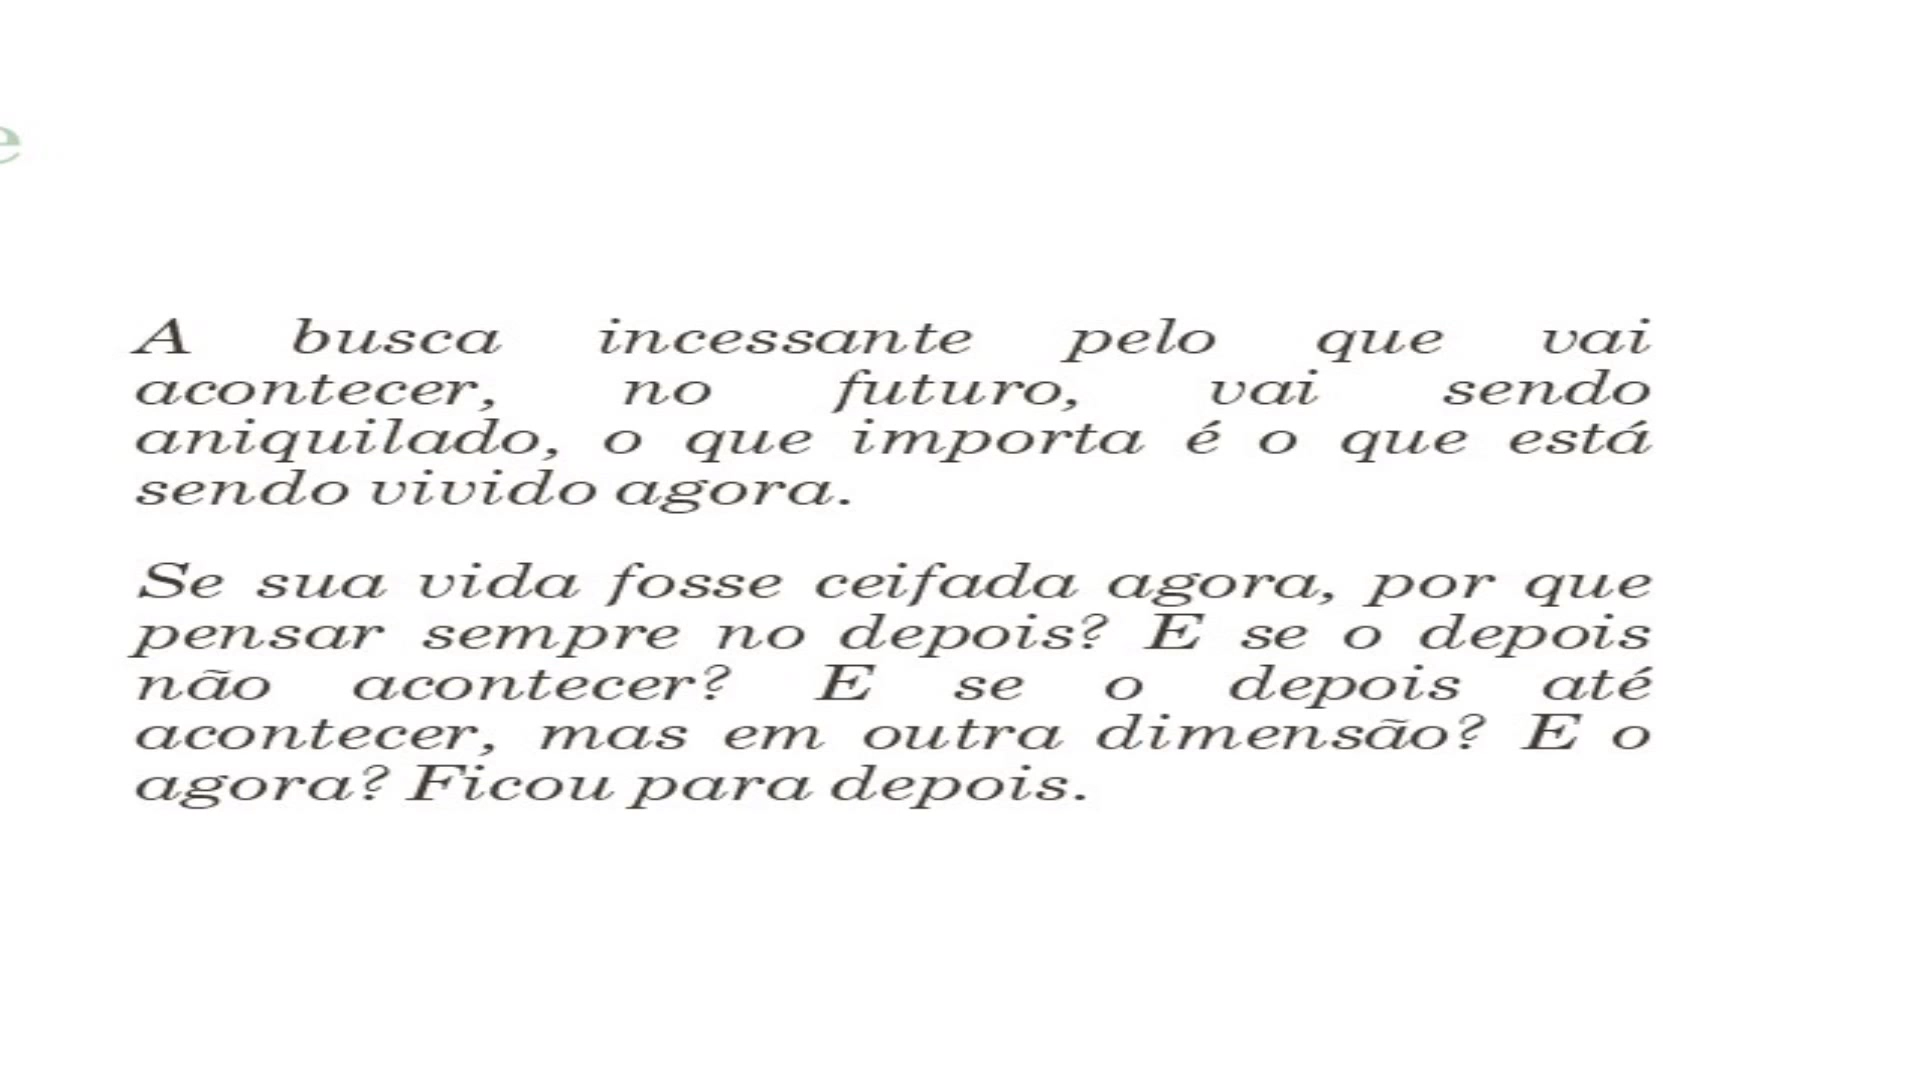 e
A busca incessante pelo que vai
acontecer, no futuro, vai sendo
aniquilado, o que importa é o que está
sendo vivido agora.
Se sua vida fosse ceifada agora, por que
pensar sempre no depois? E se o depois
não acontecer? E se o depois até
acontecer, mas em outra dimensão? E o
agora? Ficou para depois.